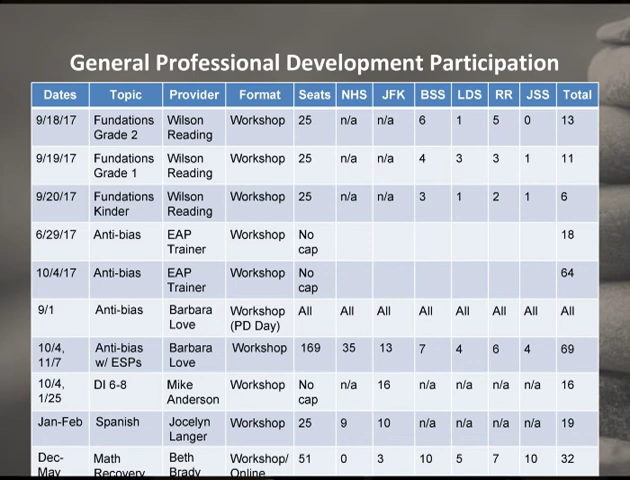 General Professional Development Participation
Dates Topic Provider Format Seats NHS JFK BSS LDS RR JSS Total
9/18/17 Fundations Grade 2 Wilson Reading Workshop 25 n/a n/a 6 1 5 0 13
9/19/17 Fundations Grade 1 Wilson Reading Workshop 25 n/a n/a 4 3 3 1 11
9/20/17 Fundations Kinder Wilson Reading Workshop 25 n/a n/a 3 1 2 1 6
6/29/17 Anti-bias EAP Trainer Workshop No cap 18
10/4/17 Anti-bias EAP Trainer Workshop No cap 64
9/1 Anti-bias Barbara Love Workshop (PD Day) All All All All All All All All
10/4, 11/7 Anti-bias w/ ESPs Barbara Love Workshop 169 35 13 7 4 6 4 69
10/4, 1/25 DI 6-8 Mike Anderson Workshop No cap n/a 16 n/a n/a n/a n/a 16
Jan-Feb Spanish Jocelyn Langer Workshop 25 9 10 n/a n/a n/a n/a 19
Dec-May Math Recovery Beth Brady Workshop/ Online 51 0 3 10 5 7 10 32